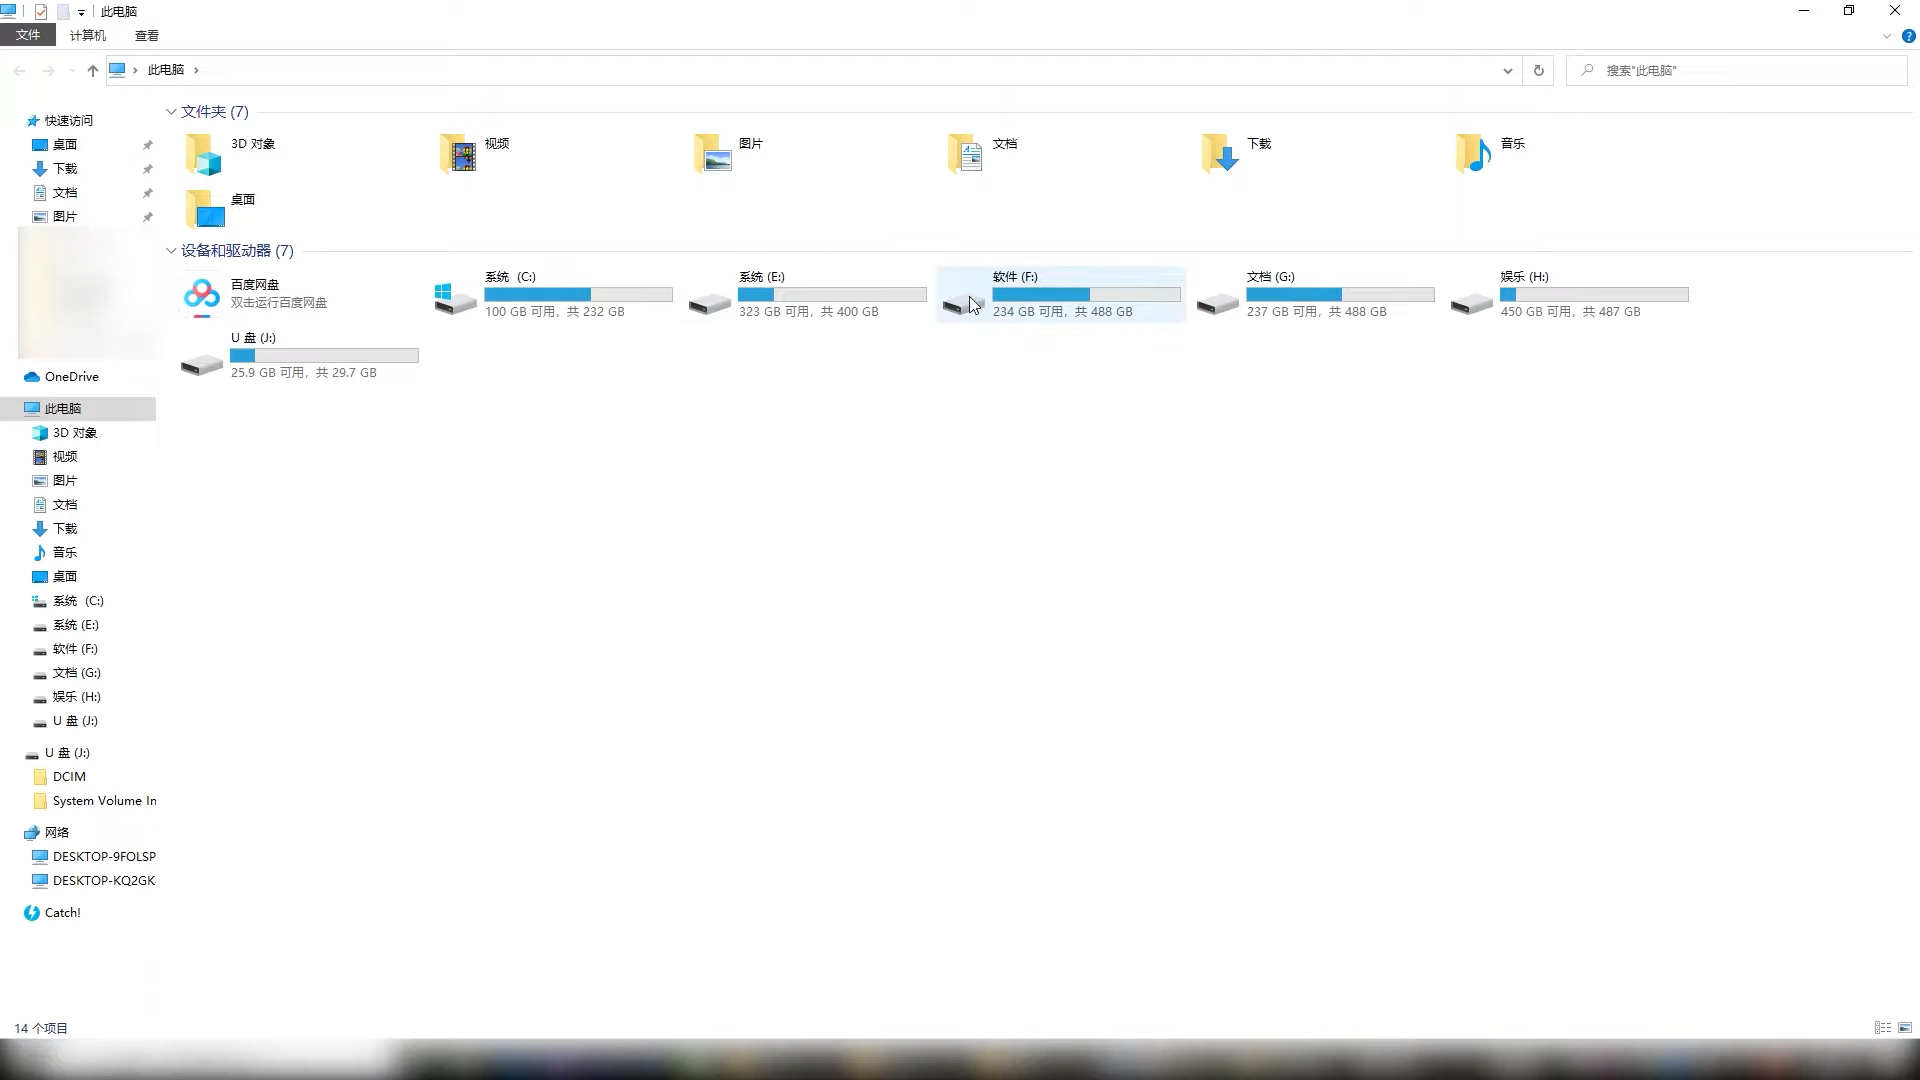 此电脑
文件 计算机 查看
此电脑
搜索"此电脑"
快速访问
桌面
下载
文档
图片
OneDrive
此电脑
3D 对象
视频
图片
文档
下载
音乐
桌面
系统 (C:)
系统 (E:)
软件 (F:)
文档 (G:)
娱乐 (H:)
U 盘 (J:)
U 盘 (J:)
DCIM
System Volume In
网络
DESKTOP-9FOLSP
DESKTOP-KQ2GK
Catch!
文件夹 (7)
3D 对象
视频
图片
文档
下载
音乐
桌面
设备和驱动器 (7)
百度网盘
双击运行百度网盘
系统 (C:)
100 GB 可用，共 232 GB
系统 (E:)
323 GB 可用，共 400 GB
软件 (F:)
234 GB 可用，共 488 GB
文档 (G:)
237 GB 可用，共 488 GB
娱乐 (H:)
450 GB 可用，共 487 GB
U 盘 (J:)
25.9 GB 可用，共 29.7 GB
14 个项目